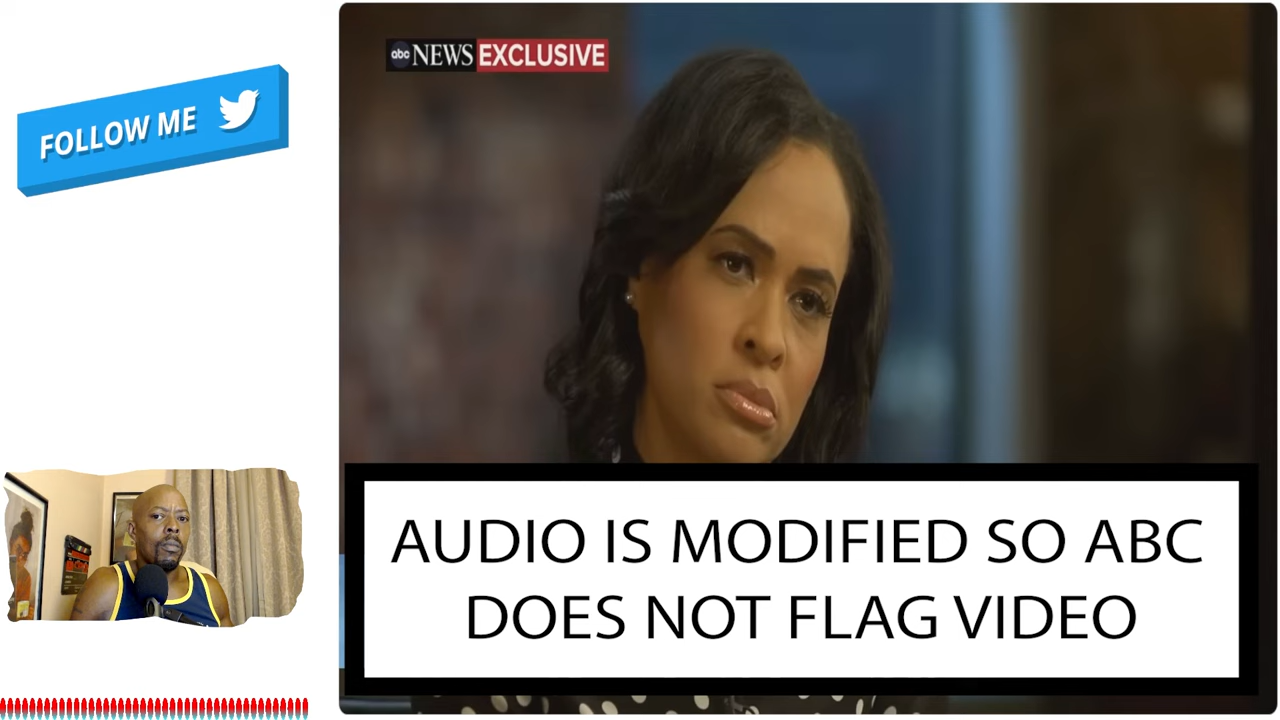 abc NEWS EXCLUSIVE
FOLLOW ME
AUDIO IS MODIFIED SO ABC
DOES NOT FLAG VIDEO